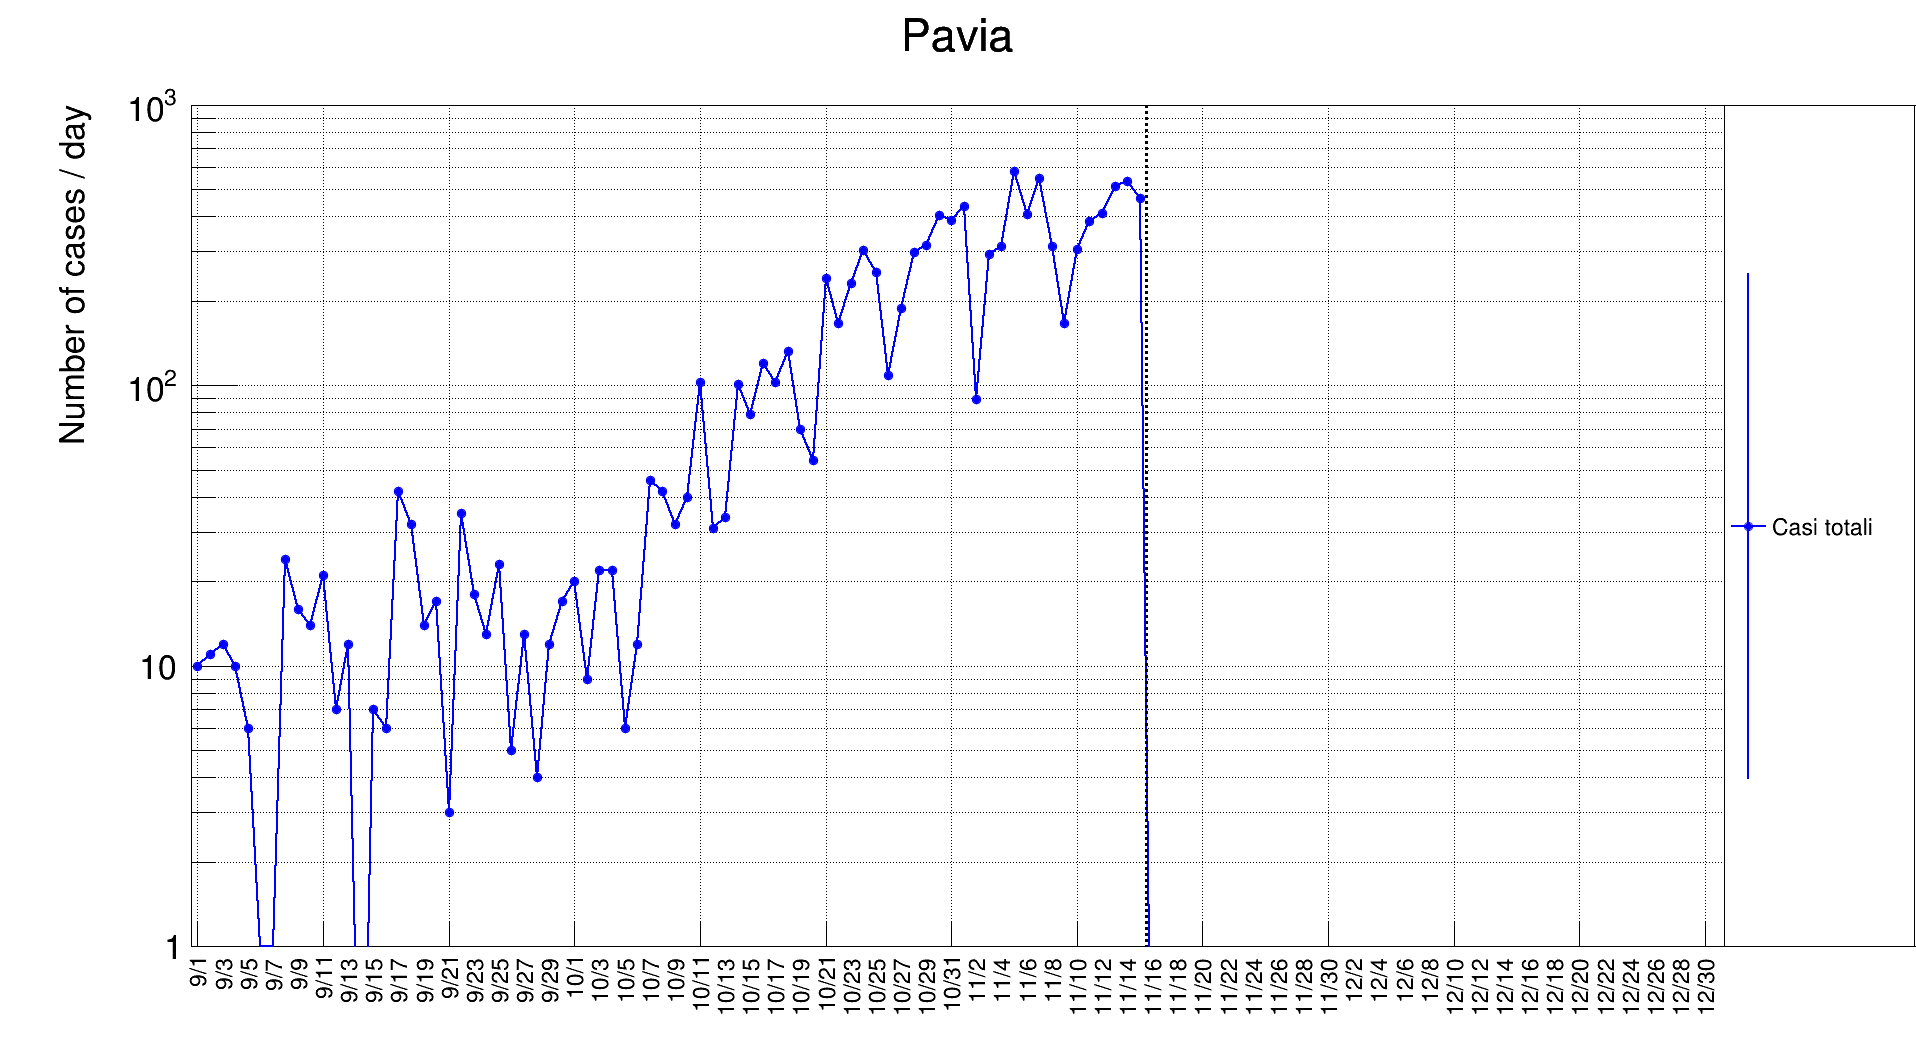 Pavia
Number of cases / day
10³
10²
10
1
9/1 9/3 9/5 9/7 9/9 9/11 9/13 9/15 9/17 9/19 9/21 9/23 9/25 9/27 9/29 10/1 10/3 10/5 10/7 10/9 10/11 10/13 10/15 10/17 10/19 10/21 10/23 10/25 10/27 10/29 10/31 11/2 11/4 11/6 11/8 11/10 11/12 11/14 11/16 11/18 11/20 11/22 11/24 11/26 11/28 11/30 12/2 12/4 12/6 12/8 12/10 12/12 12/14 12/16 12/18 12/20 12/22 12/24 12/26 12/28 12/30
Casi totali